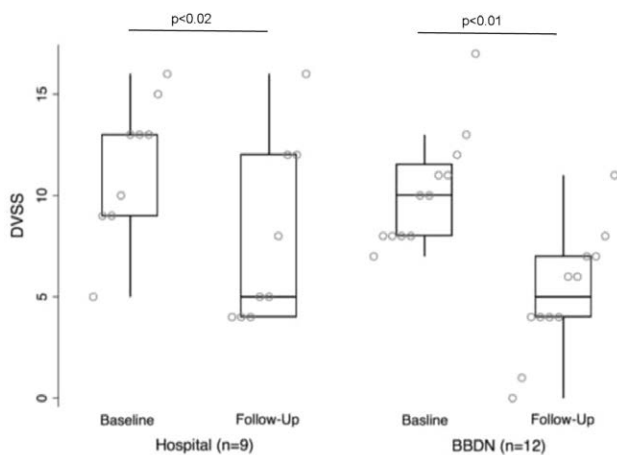 p<0.02
p<0.01
15
10
5
0
DVSS
Baseline
Follow-Up
Basline
Follow-Up
Hospital (n=9)
BBDN (n=12)